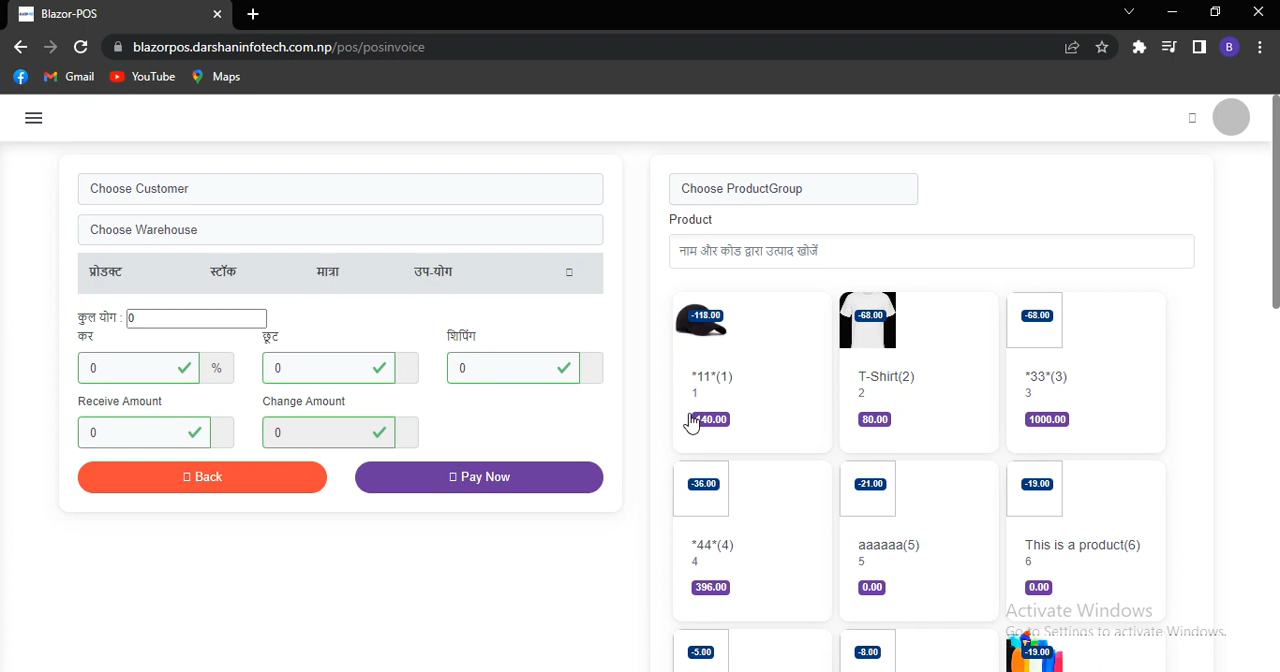 Blazor-POS
blazorpos.darshaninfotech.com.np/pos/posinvoice
B
Gmail
YouTube
Maps
Choose Customer
Choose Warehouse
प्रोडक्ट स्टॉक मात्रा उप-योग
कुल योग : 0
कर छूट शिपिंग
0 % 0 0
Receive Amount Change Amount
0 0
Back Pay Now
Choose ProductGroup
Product
नाम और कोड द्वारा उत्पाद खोजें
-118.00 -68.00 -68.00
*11*(1) T-Shirt(2) *33*(3)
1 2 3
40.00 80.00 1000.00
-36.00 -21.00 -19.00
*44*(4) aaaaaa(5) This is a product(6)
4 5 6
396.00 0.00 0.00
Activate Windows
Go to Settings to activate Windows.
-5.00 -8.00 -19.00